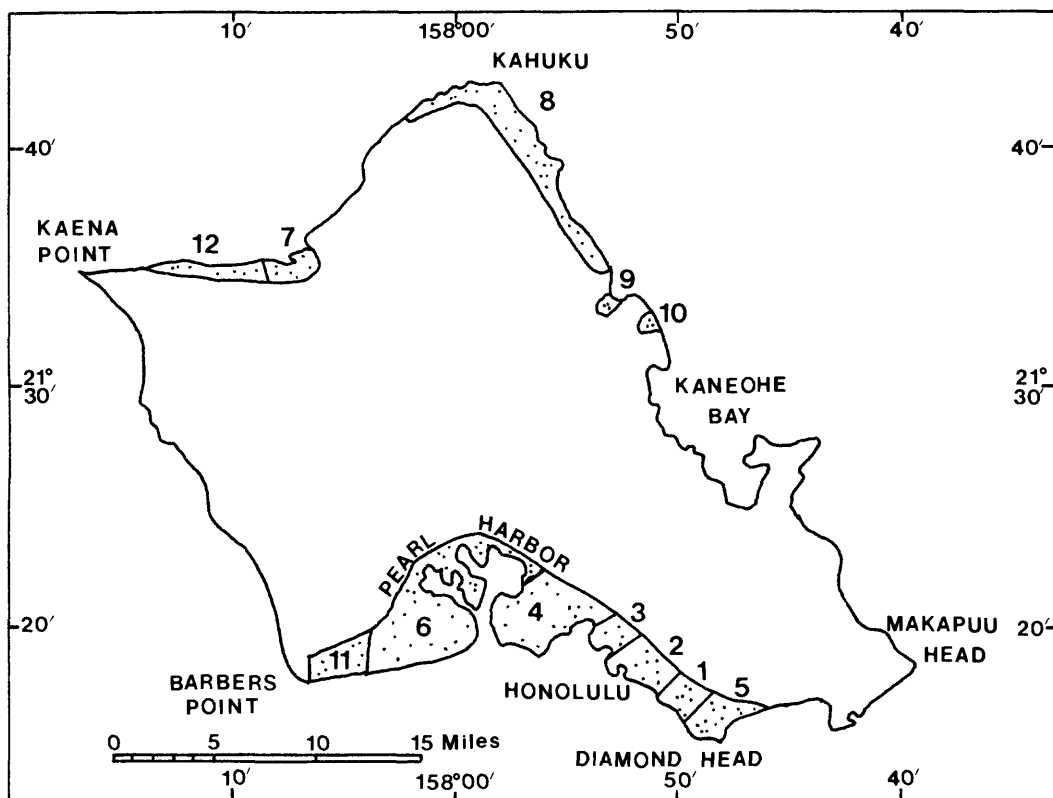 10′ 158°00′ 50′ 40′
KAHUKU
8
40′ 40′
KAENA
POINT
12 7
9
10
21°
30′
KANEOHE
BAY
21°
30′
PEARL HARBOR
4 3
6 2
11 1
5
20′ 20′
MAKAPUU
HEAD
BARBERS
POINT
HONOLULU
DIAMOND HEAD
0 5 10 15 Miles
10′ 158°00′ 50′ 40′